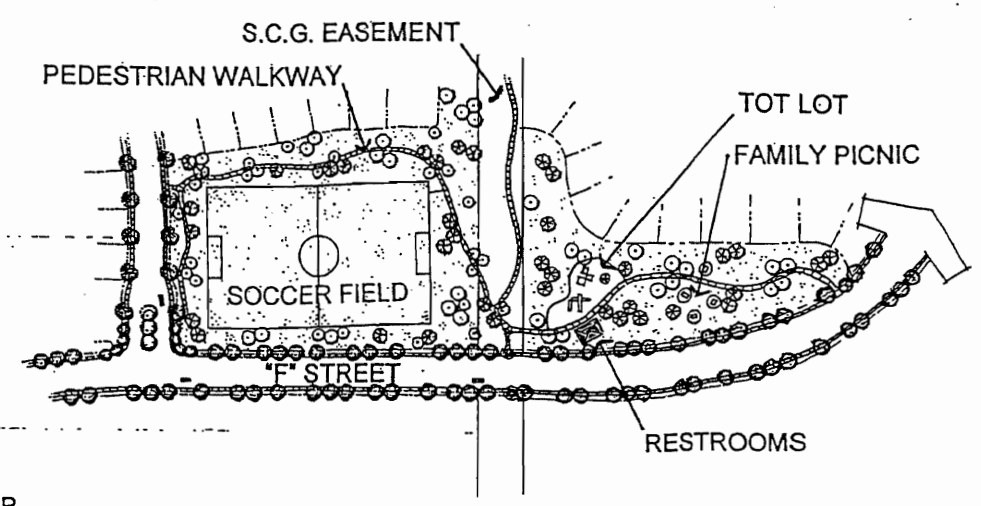 S.C.G. EASEMENT
PEDESTRIAN WALKWAY
TOT LOT
FAMILY PICNIC
SOCCER FIELD
"F" STREET
RESTROOMS